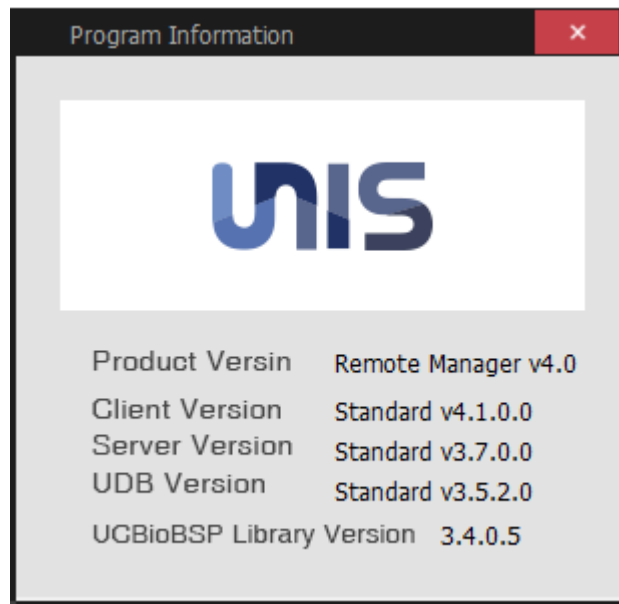 Program Information
UNIS
Product Versin Remote Manager v4.0
Client Version Standard v4.1.0.0
Server Version Standard v3.7.0.0
UDB Version Standard v3.5.2.0
UCBioBSP Library Version 3.4.0.5